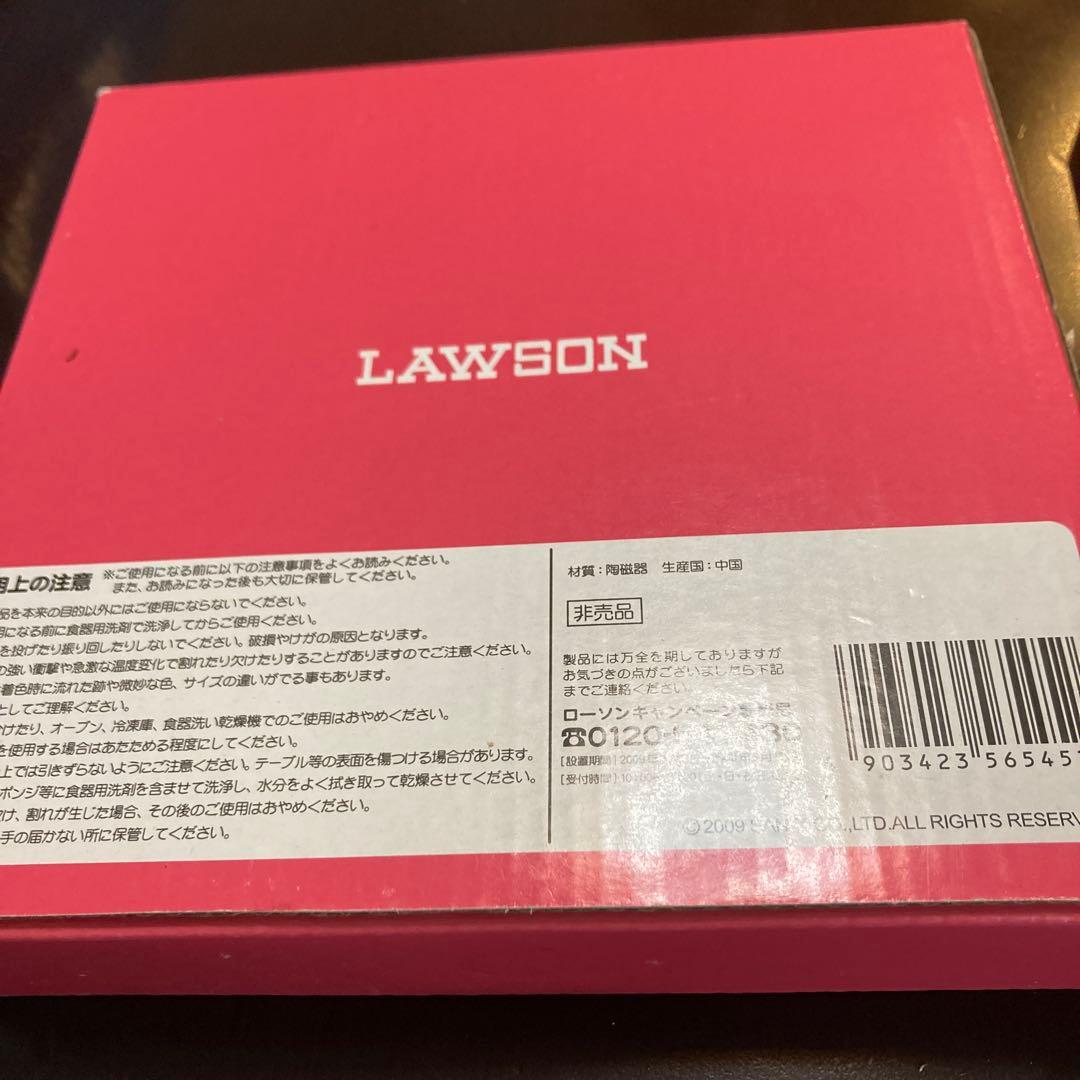 LAWSON
上の注意 ※ご使用になる前に以下の注意事項をよくお読みください。
また、お読みになった後も大切に保管してください。
品を本来の目的以外にはご使用にならないでください。
になる前に食器用洗剤で洗浄してからご使用ください。
を投げたり振り回したりしないでください。破損やけがの原因となります。
の強い衝撃や急激な温度変化で割れたり欠けたりすることがありますのでご注意ください。
着色時に流れた跡や微妙な色、サイズの違いがでる事もあります。
としてご理解ください。
けたり、オーブン、冷凍庫、食器洗い乾燥機でのご使用はおやめください。
を使用する場合はあたためる程度にしてください。
上では引きずらないようにご注意ください。テーブル等の表面を傷つける場合があります。
ポンジ等に食器用洗剤を含ませて洗浄し、水分をよく拭き取って乾燥させてください。
け、割れが生じた場合、その後のご使用はおやめください。
手の届かない所に保管してください。
材質:陶磁器 生産国:中国
非売品
製品には万全を期しておりますが
お気づきの点がございましたら下記
までご連絡ください。
ローソンキャンペーン
☎0120-
[設置期間] 2009年
[受付時間]
903423 56545
©2009 CO.,LTD.ALL RIGHTS RESER